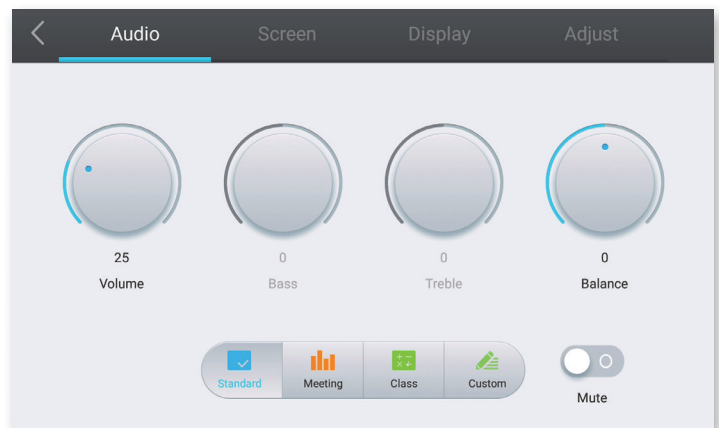 Audio Screen Display Adjust
25 0 0 0
Volume Bass Treble Balance
Standard Meeting Class Custom
Mute